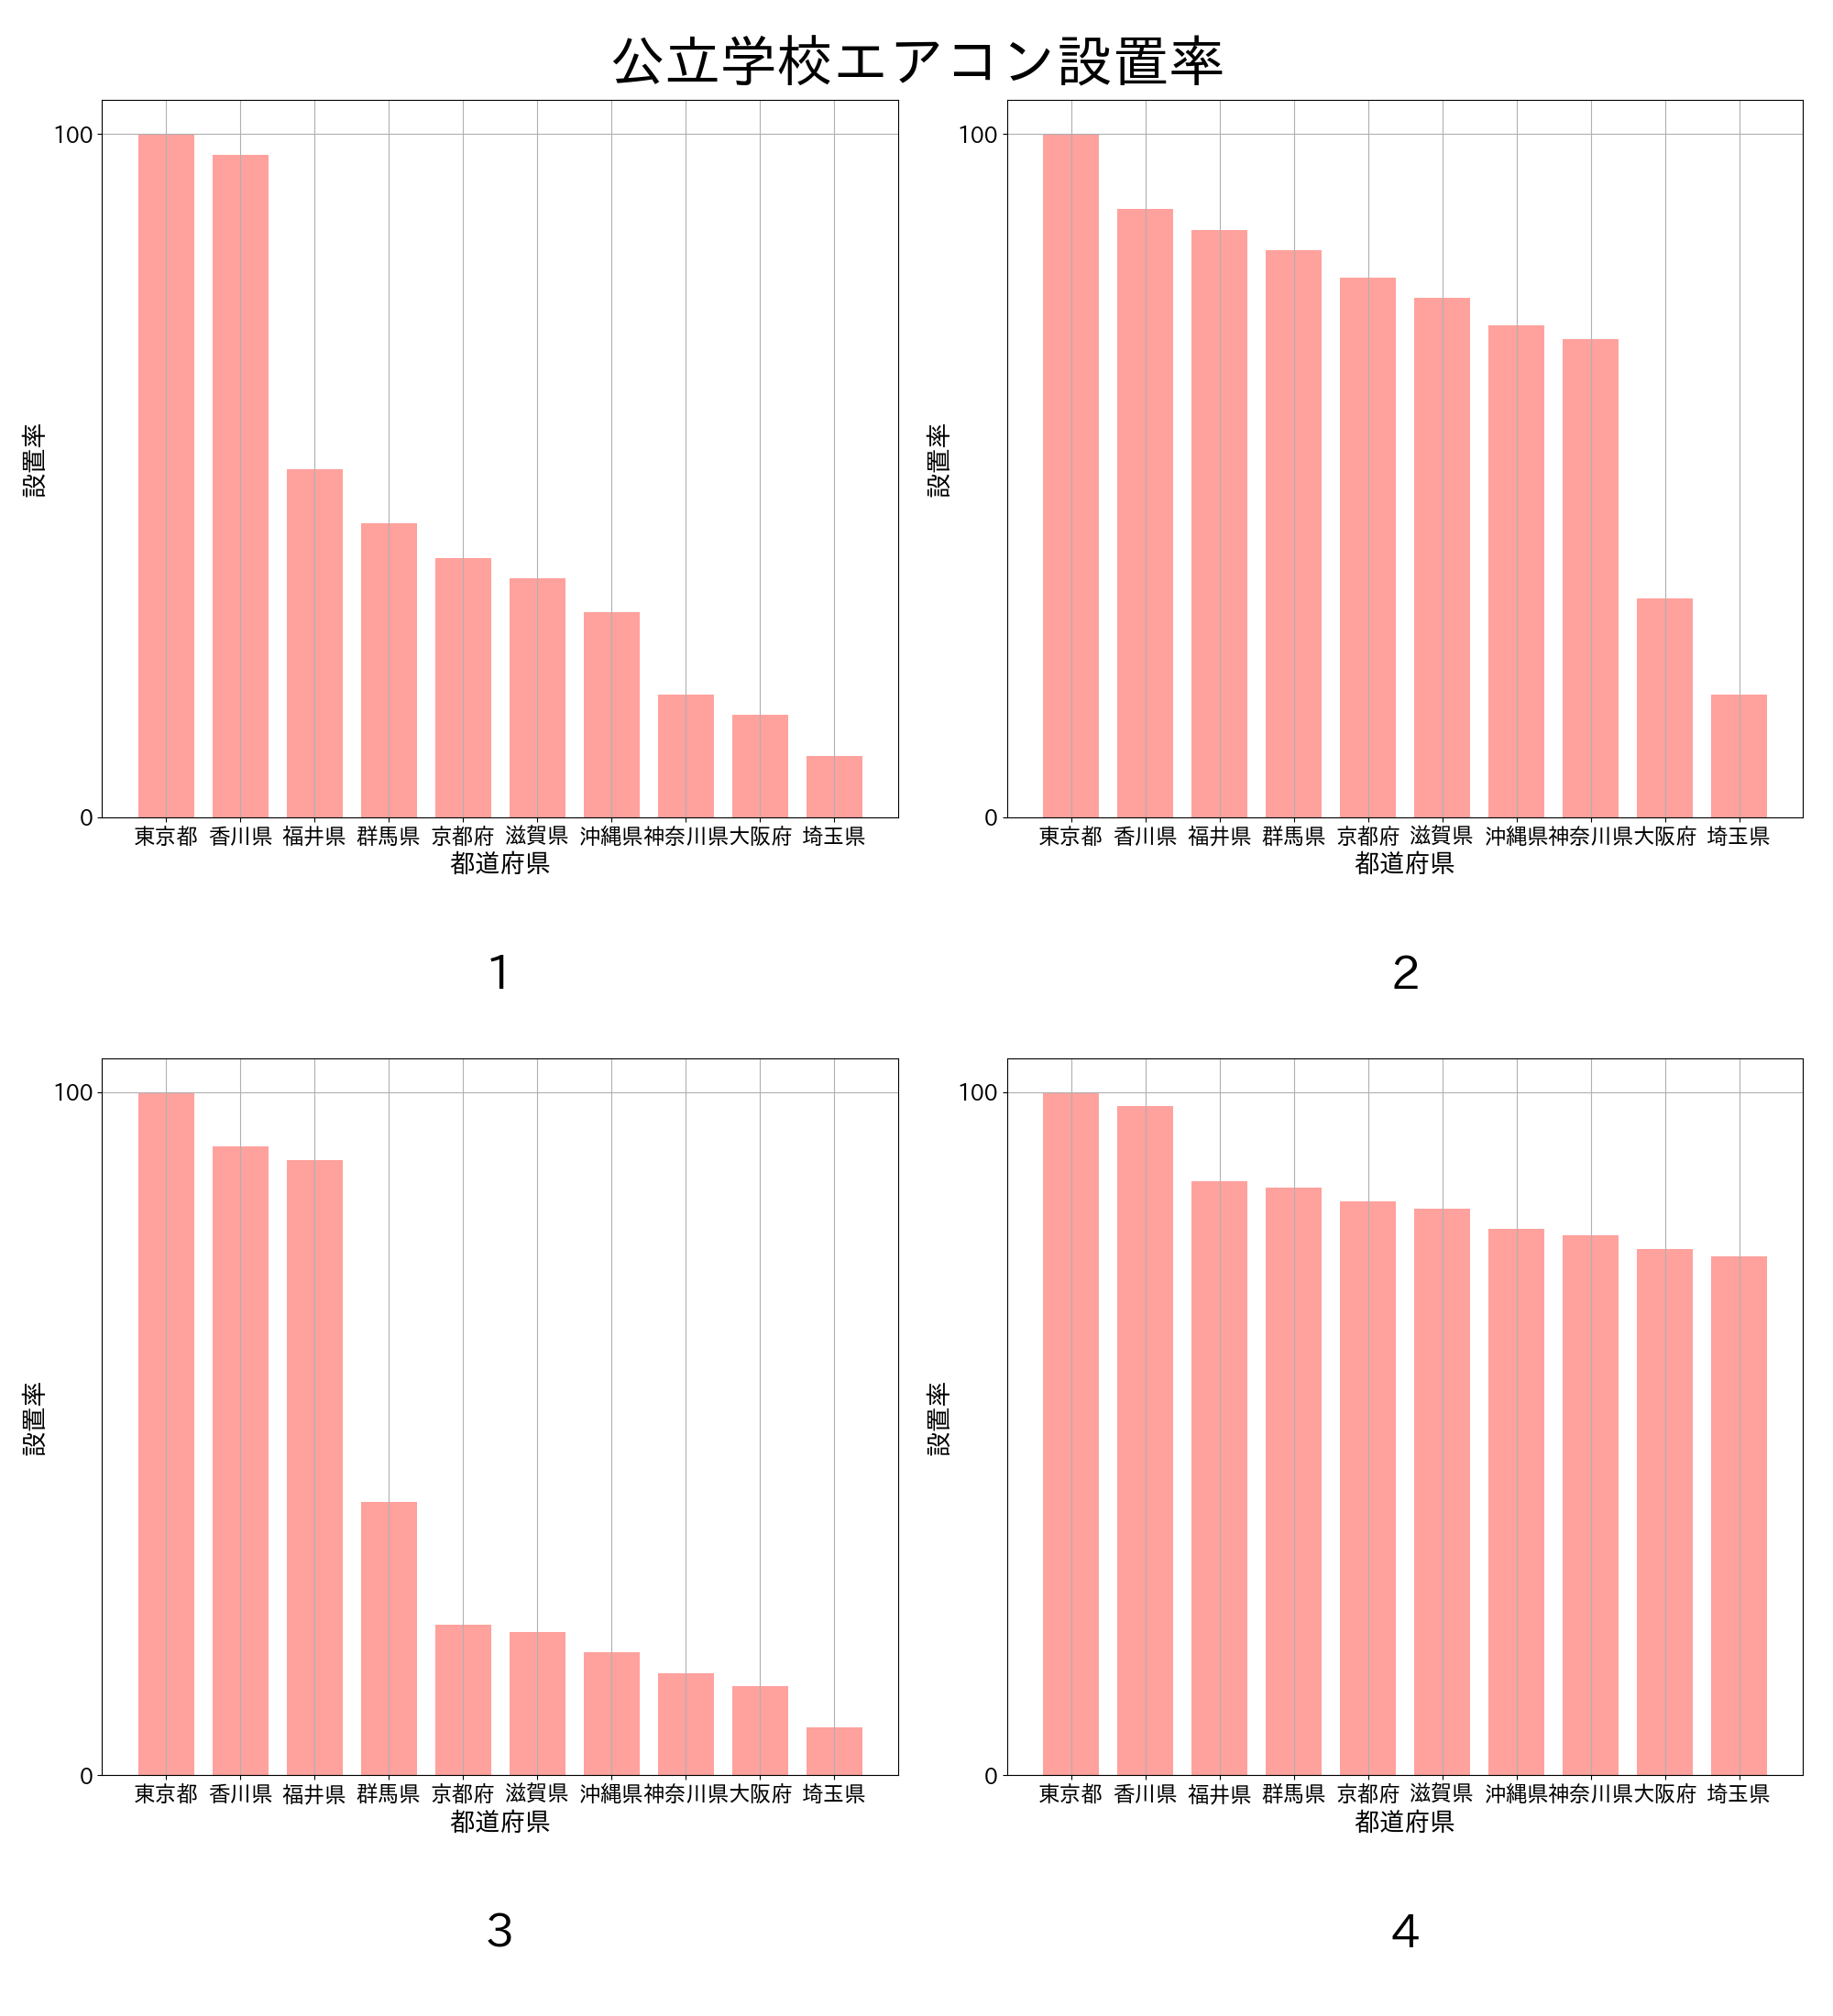 公立学校エアコン設置率
100
0
設置率
東京都 香川県 福井県 群馬県 京都府 滋賀県 沖縄県 神奈川県 大阪府 埼玉県
都道府県
1
100
0
設置率
東京都 香川県 福井県 群馬県 京都府 滋賀県 沖縄県 神奈川県 大阪府 埼玉県
都道府県
2
100
0
設置率
東京都 香川県 福井県 群馬県 京都府 滋賀県 沖縄県 神奈川県 大阪府 埼玉県
都道府県
3
100
0
設置率
東京都 香川県 福井県 群馬県 京都府 滋賀県 沖縄県 神奈川県 大阪府 埼玉県
都道府県
4